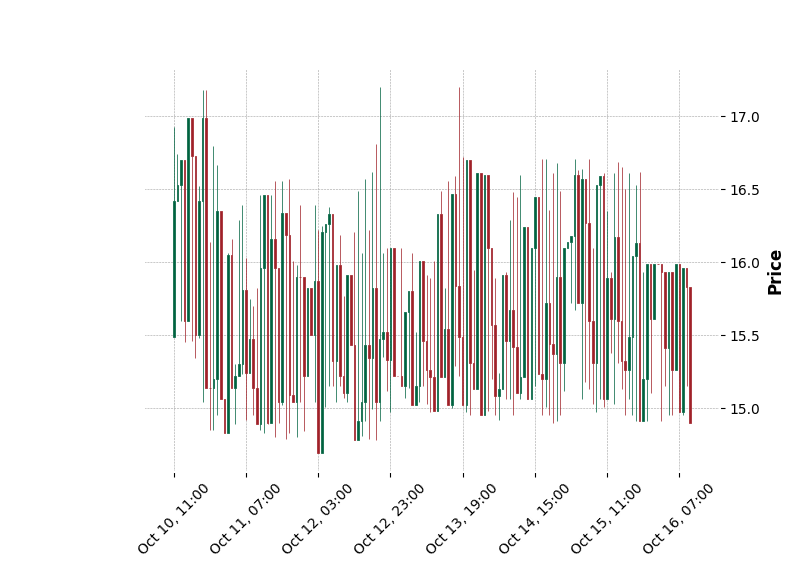 17.0
16.5
16.0
15.5
15.0
Price
Oct 10, 11:00
Oct 11, 07:00
Oct 12, 03:00
Oct 12, 23:00
Oct 13, 19:00
Oct 14, 15:00
Oct 15, 11:00
Oct 16, 07:00